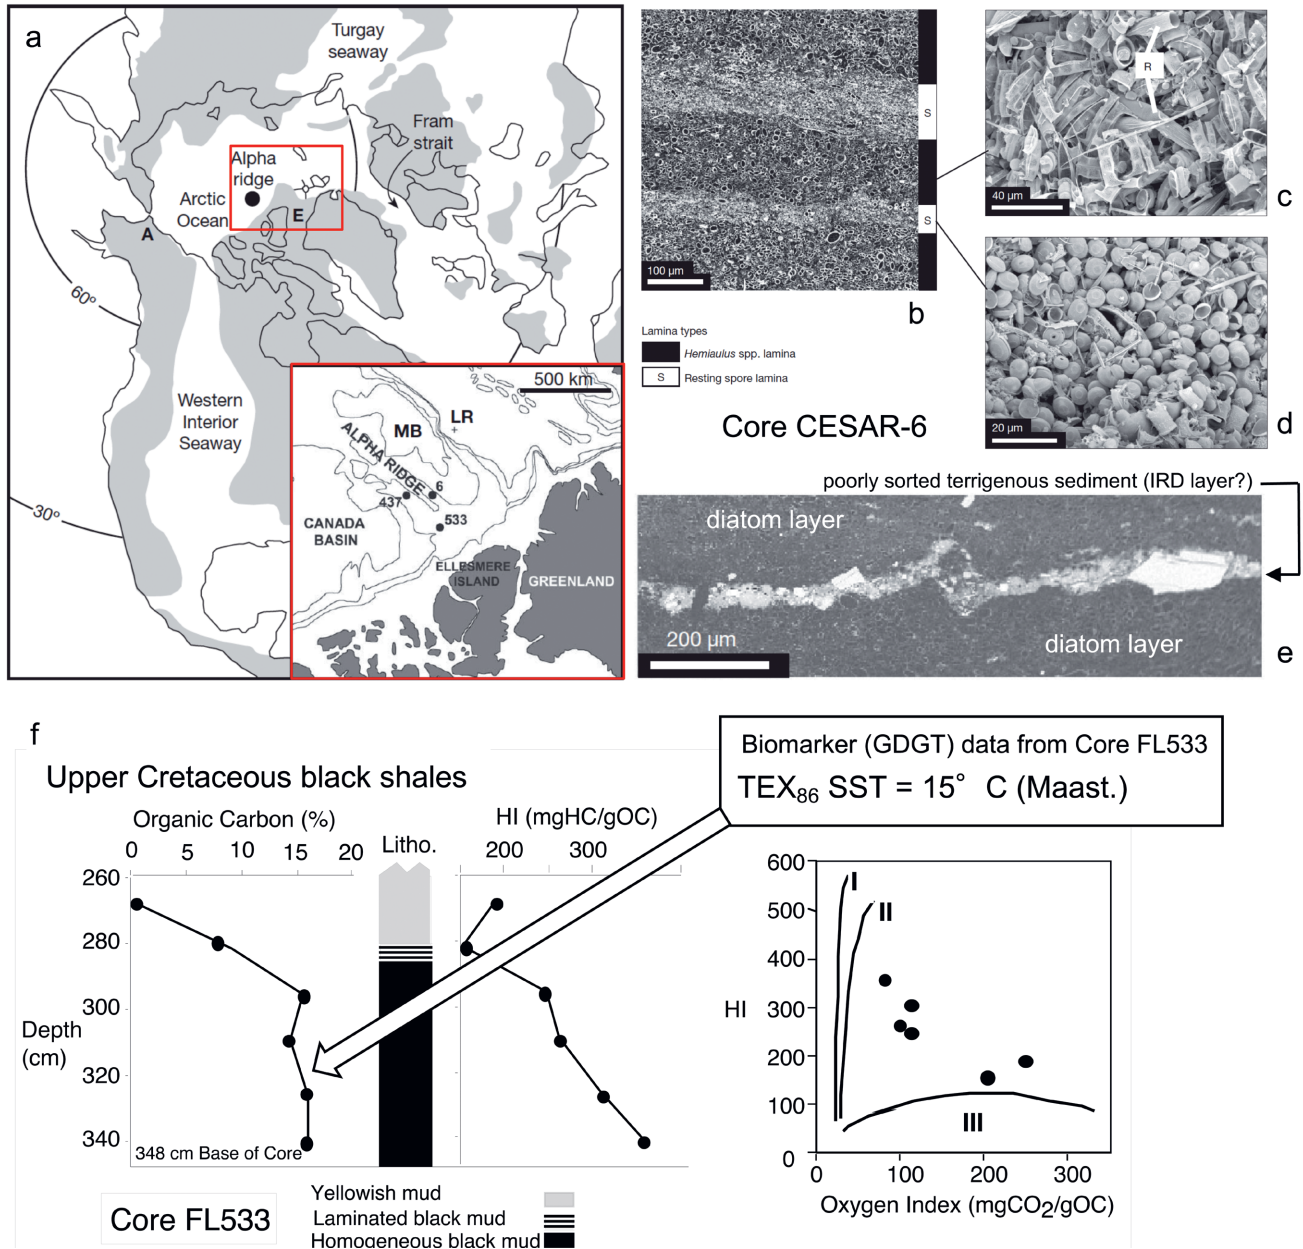 a
Turgay
seaway
Fram
strait
Alpha
ridge
Arctic
Ocean
E
A
60°
30°
Western
Interior
Seaway
500 km
LR
MB
ALPHA RIDGE
6
437
533
CANADA
BASIN
ELLESMERE
ISLAND
GREENLAND
S
S
100 µm
b
Lamina types
Hemiaulus spp. lamina
S Resting spore lamina
R
40 µm
c
20 µm
d
Core CESAR-6
poorly sorted terrigenous sediment (IRD layer?)
diatom layer
200 µm
diatom layer
e
f
Upper Cretaceous black shales
Biomarker (GDGT) data from Core FL533
TEX86 SST = 15° C (Maast.)
Organic Carbon (%)
0 5 10 15 20
Litho.
HI (mgHC/gOC)
200 300
260
280
300
320
340
Depth
(cm)
348 cm Base of Core
Core FL533
Yellowish mud
Laminated black mud
Homogeneous black mud
600
500
400
300
200
100
0
HI
I
II
III
0 100 200 300
Oxygen Index (mgCO2/gOC)